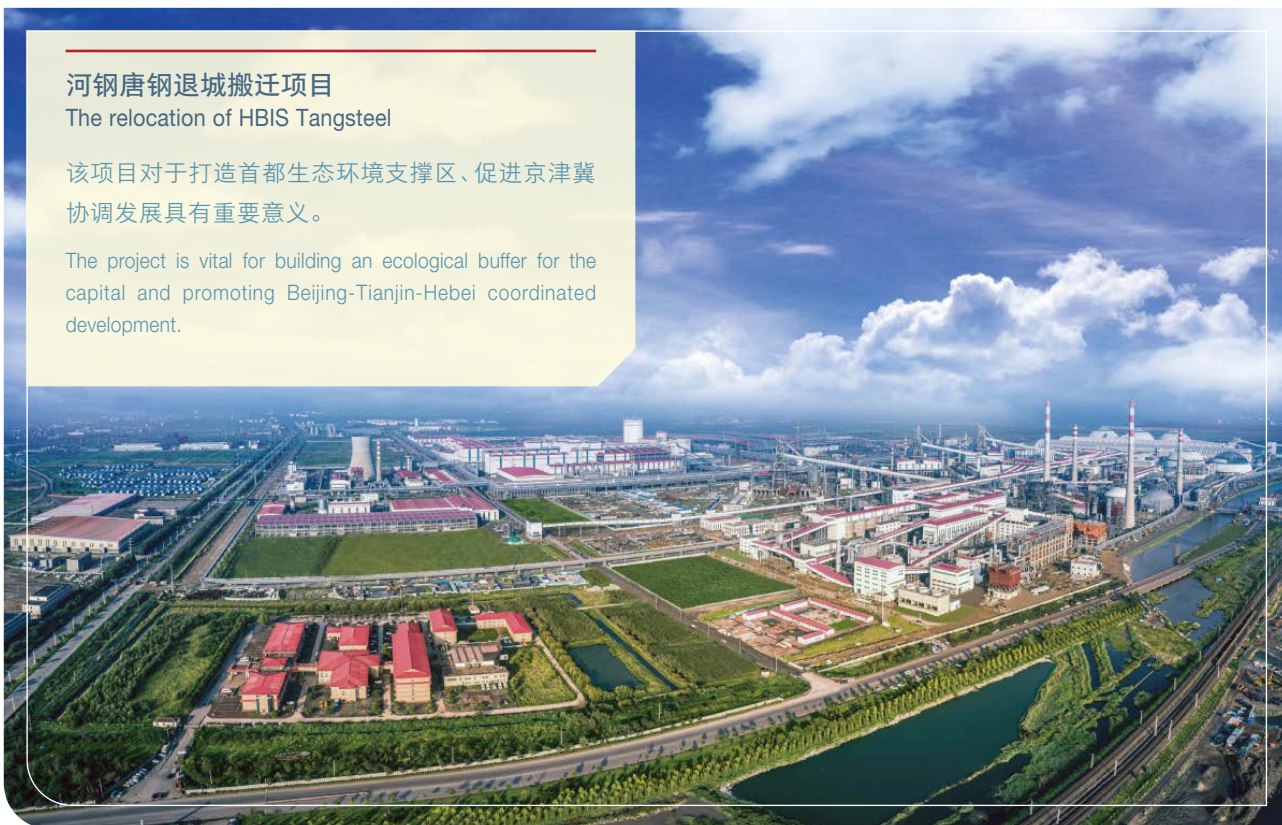 河钢唐钢退城搬迁项目
The relocation of HBIS Tangsteel
该项目对于打造首都生态环境支撑区、促进京津冀
协调发展具有重要意义。
The project is vital for building an ecological buffer for the
capital and promoting Beijing-Tianjin-Hebei coordinated
development.